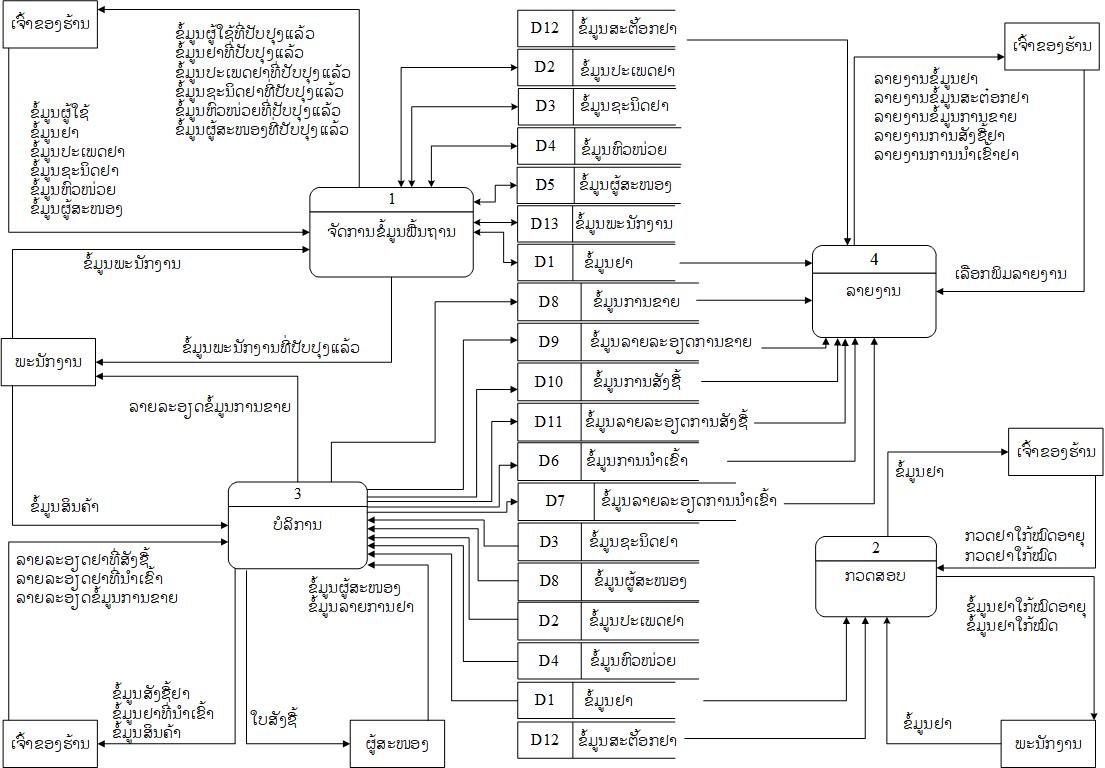 ເຈົ້າຂອງຮ້ານ
ຂໍ້ມູນຜູ້ໃຊ້ທີ່ປັບປຸງແລ້ວ
ຂໍ້ມູນຢາທີ່ປັບປຸງແລ້ວ
ຂໍ້ມູນປະເພດຢາທີ່ປັບປຸງແລ້ວ
ຂໍ້ມູນຊະນິດຢາທີ່ປັບປຸງແລ້ວ
ຂໍ້ມູນຫົວໜ່ວຍທີ່ປັບປຸງແລ້ວ
ຂໍ້ມູນຜູ້ສະໜອງທີ່ປັບປຸງແລ້ວ
ຂໍ້ມູນຜູ້ໃຊ້
ຂໍ້ມູນຢາ
ຂໍ້ມູນປະເພດຢາ
ຂໍ້ມູນຊະນິດຢາ
ຂໍ້ມູນຫົວໜ່ວຍ
ຂໍ້ມູນຜູ້ສະໜອງ
1
ຈັດການຂໍ້ມູນພື້ນຖານ
ຂໍ້ມູນພະນັກງານ
ຂໍ້ມູນພະນັກງານທີ່ປັບປຸງແລ້ວ
ພະນັກງານ
ລາຍລະອຽດຂໍ້ມູນການຂາຍ
ຂໍ້ມູນສິນຄ້າ
3
ບໍລິການ
ລາຍລະອຽດຢາທີ່ສັງຊື້
ລາຍລະອຽດຢາທີ່ນຳເຂົ້າ
ລາຍລະອຽດຂໍ້ມູນການຂາຍ
ຂໍ້ມູນຜູ້ສະໜອງ
ຂໍ້ມູນລາຍການຢາ
ຂໍ້ມູນສັງຊື້ຢາ
ຂໍ້ມູນຢາທີ່ນຳເຂົ້າ
ຂໍ້ມູນສິນຄ້າ
ໃບສັງຊື້
ເຈົ້າຂອງຮ້ານ
ຜູ້ສະໜອງ
D12 ຂໍ້ມູນສະຕ໊ອກຢາ
D2 ຂໍ້ມູນປະເພດຢາ
D3 ຂໍ້ມູນຊະນິດຢາ
D4 ຂໍ້ມູນຫົວໜ່ວຍ
D5 ຂໍ້ມູນຜູ້ສະໜອງ
D13 ຂໍ້ມູນພະນັກງານ
D1 ຂໍ້ມູນຢາ
D8 ຂໍ້ມູນການຂາຍ
D9 ຂໍ້ມູນລາຍລະອຽດການຂາຍ
D10 ຂໍ້ມູນການສັງຊື້
D11 ຂໍ້ມູນລາຍລະອຽດການສັງຊື້
D6 ຂໍ້ມູນການນຳເຂົ້າ
D7 ຂໍ້ມູນລາຍລະອຽດການນຳເຂົ້າ
D3 ຂໍ້ມູນຊະນິດຢາ
D8 ຂໍ້ມູນຜູ້ສະໜອງ
D2 ຂໍ້ມູນປະເພດຢາ
D4 ຂໍ້ມູນຫົວໜ່ວຍ
D1 ຂໍ້ມູນຢາ
D12 ຂໍ້ມູນສະຕ໊ອກຢາ
ເຈົ້າຂອງຮ້ານ
ລາຍງານຂໍ້ມູນຢາ
ລາຍງານຂໍ້ມູນສະຕ໋ອກຢາ
ລາຍງານຂໍ້ມູນການຂາຍ
ລາຍງານການສັງຊື້ຢາ
ລາຍງານການນຳເຂົ້າຢາ
4
ລາຍງານ
ເລືອກພິມລາຍງານ
ເຈົ້າຂອງຮ້ານ
ຂໍ້ມູນຢາ
ກວດຢາໃກ້ໝົດອາຍຸ
ກວດຢາໃກ້ໝົດ
2
ກວດສອບ
ຂໍ້ມູນຢາໃກ້ໝົດອາຍຸ
ຂໍ້ມູນຢາໃກ້ໝົດ
ຂໍ້ມູນຢາ
ພະນັກງານ